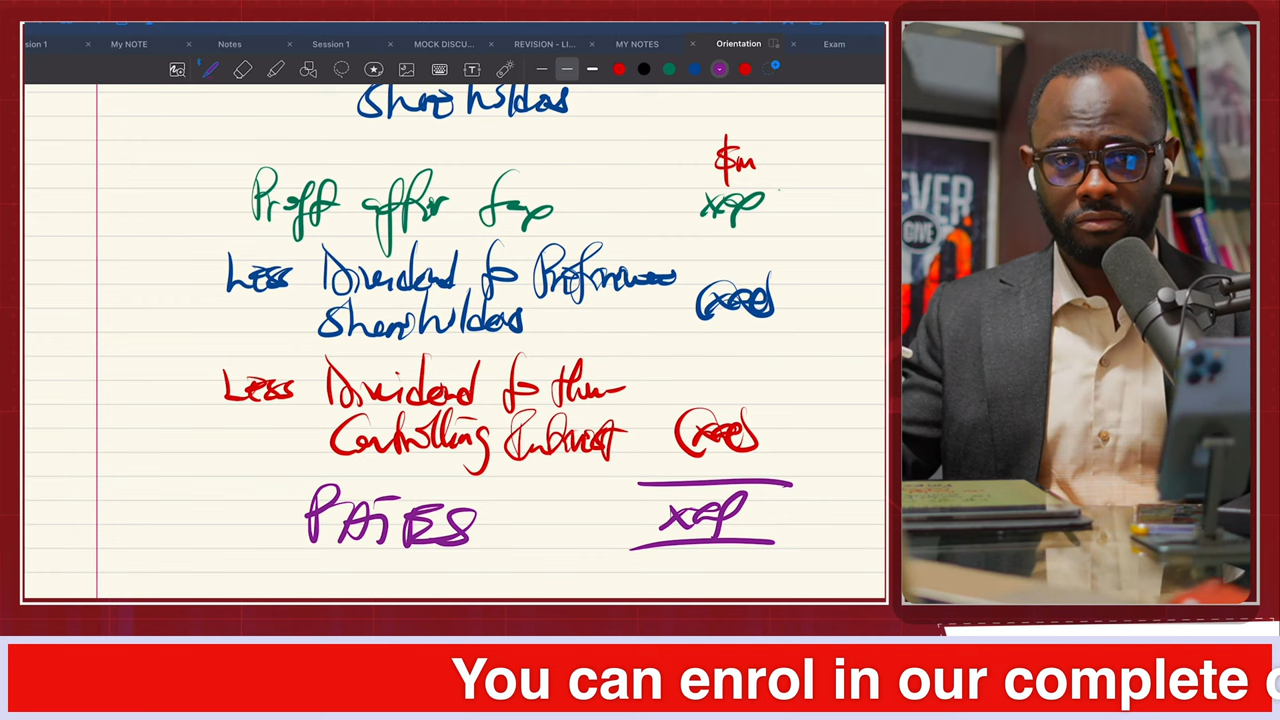 sion 1
My NOTE
Notes
Session 1
MOCK DISCU...
REVISION - LI...
MY NOTES
Orientation
Exam
Shareholders
$m
Profit after tax xxx
Less Dividend to Preference
Shareholders (xxx)
Less Dividend to
Controlling Interest (xxx)
PATES xxx
EVER
GIVE
You can enrol in our complete